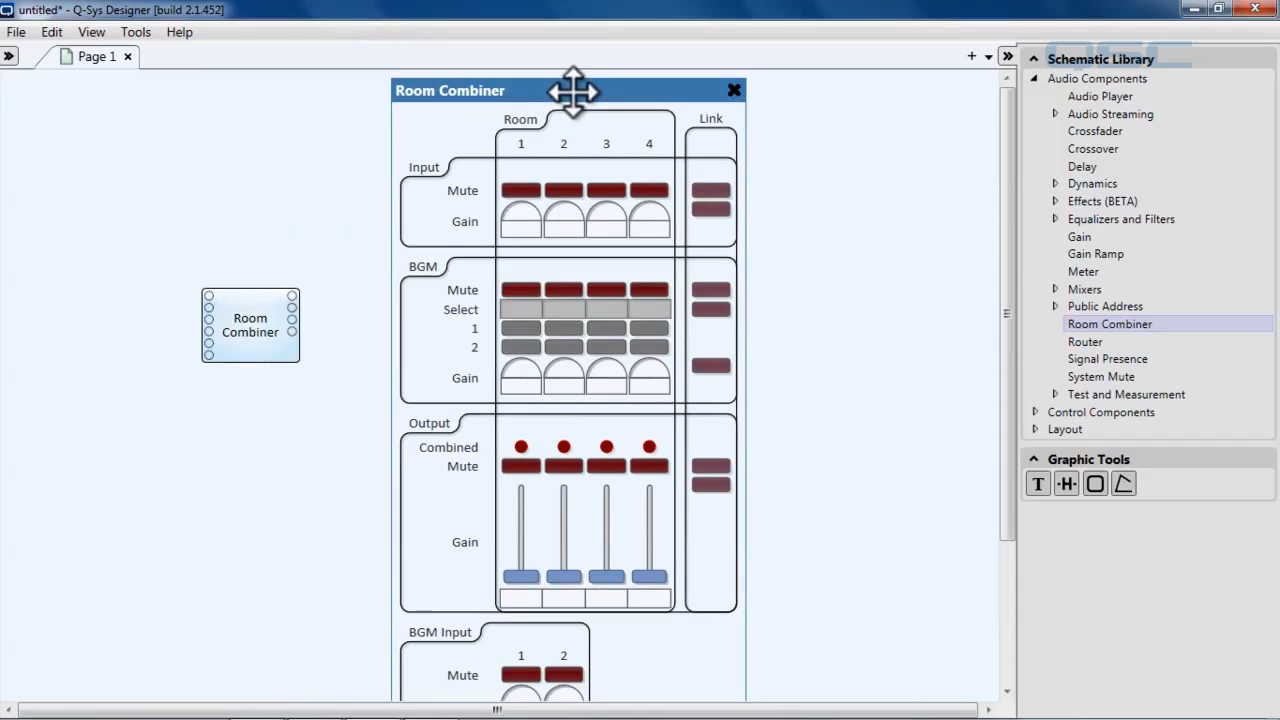 untitled* - Q-Sys Designer [build 2.1.452]
File Edit View Tools Help
Page 1
QSC
Schematic Library
Audio Components
Audio Player
Audio Streaming
Crossfader
Crossover
Delay
Dynamics
Effects (BETA)
Equalizers and Filters
Gain
Gain Ramp
Meter
Mixers
Public Address
Room Combiner
Router
Signal Presence
System Mute
Test and Measurement
Control Components
Layout
Graphic Tools
T H
Room Combiner
Room Combiner
Room
Link
1 2 3 4
Input
Mute
Gain
BGM
Mute
Select
1
2
Gain
Output
Combined
Mute
Gain
BGM Input
1 2
Mute